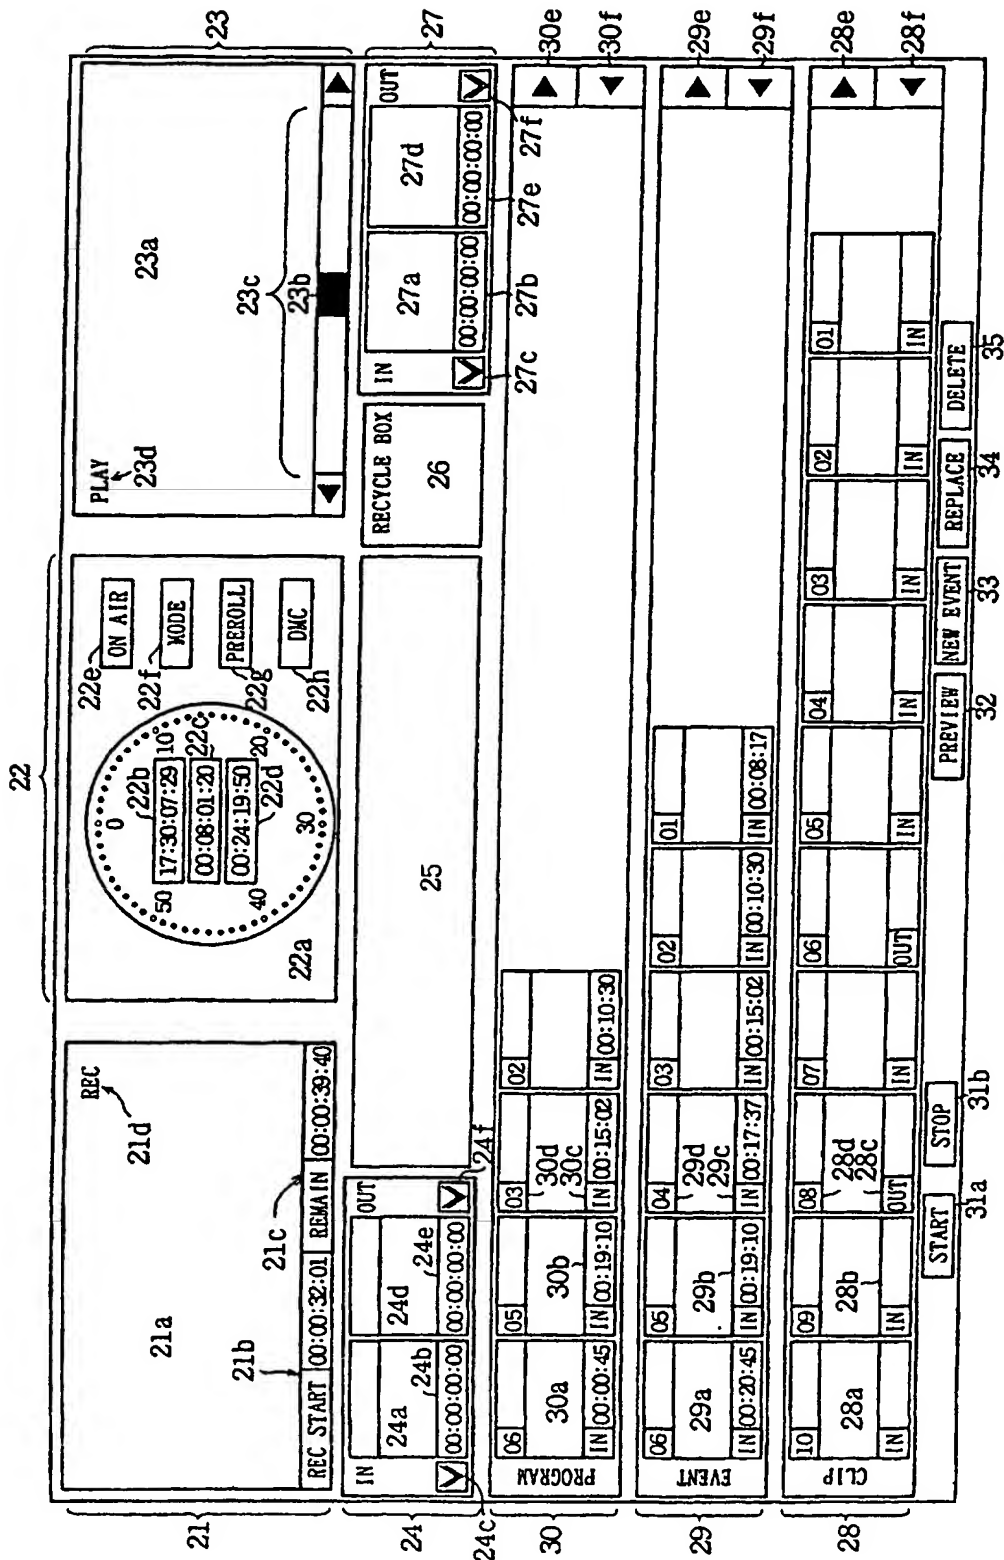 22
21a
REC
21d
21b
21c
REC START 00:00:32:01 REMAIN 00:00:39:40
21
0
10
20
30
40
50
22b
17:30:07:29
22c
00:08:01:20
00:24:19:50
22d
22a
22e
ON AIR
22f
MODE
PREROLL
22g
DMC
22h
PLAY
23d
23a
23c
23b
23
IN
24a
24b
00:00:00:00
24c
24d
24e
00:00:00:00
OUT
24f
24
25
RECYCLE BOX
26
IN
27a
00:00:00:00
27b
27c
27d
00:00:00:00
27e
OUT
27f
27
PROGRAM
30
06 05 03 02
30a 30b 30d
30c
IN 00:00:45 IN 00:19:10 IN 00:15:02 IN 00:10:30
30e
30f
EVENT
29
06 05 04 03 02 01
29a 29b 29d
29c
IN 00:20:45 IN 00:19:10 IN 00:17:37 IN 00:15:02 IN 00:10:30 IN 00:08:17
29e
29f
CLIP
28
10 09 08 07 06 05 04 03 02 01
28a 28b 28d
28c
IN IN OUT IN OUT IN IN IN IN IN
28e
28f
START STOP PREVIEW NEW EVENT REPLACE DELETE
31a 31b 32 33 34 35